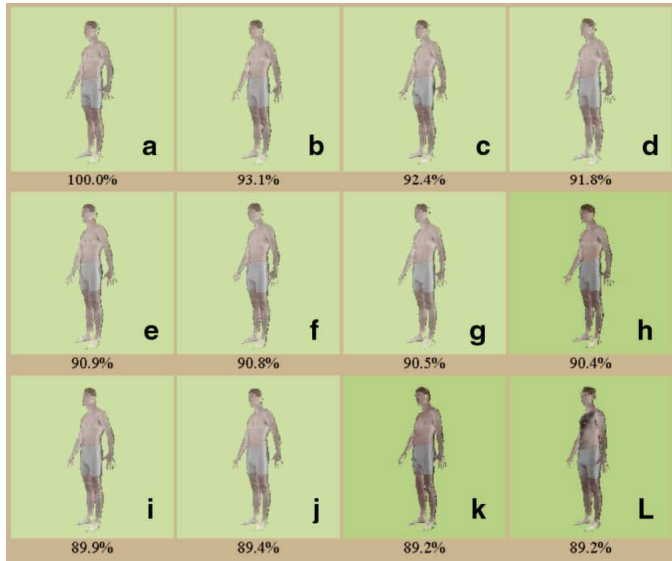 a b c d
100.0% 93.1% 92.4% 91.8%
e f g h
90.9% 90.8% 90.5% 90.4%
i j k L
89.9% 89.4% 89.2% 89.2%